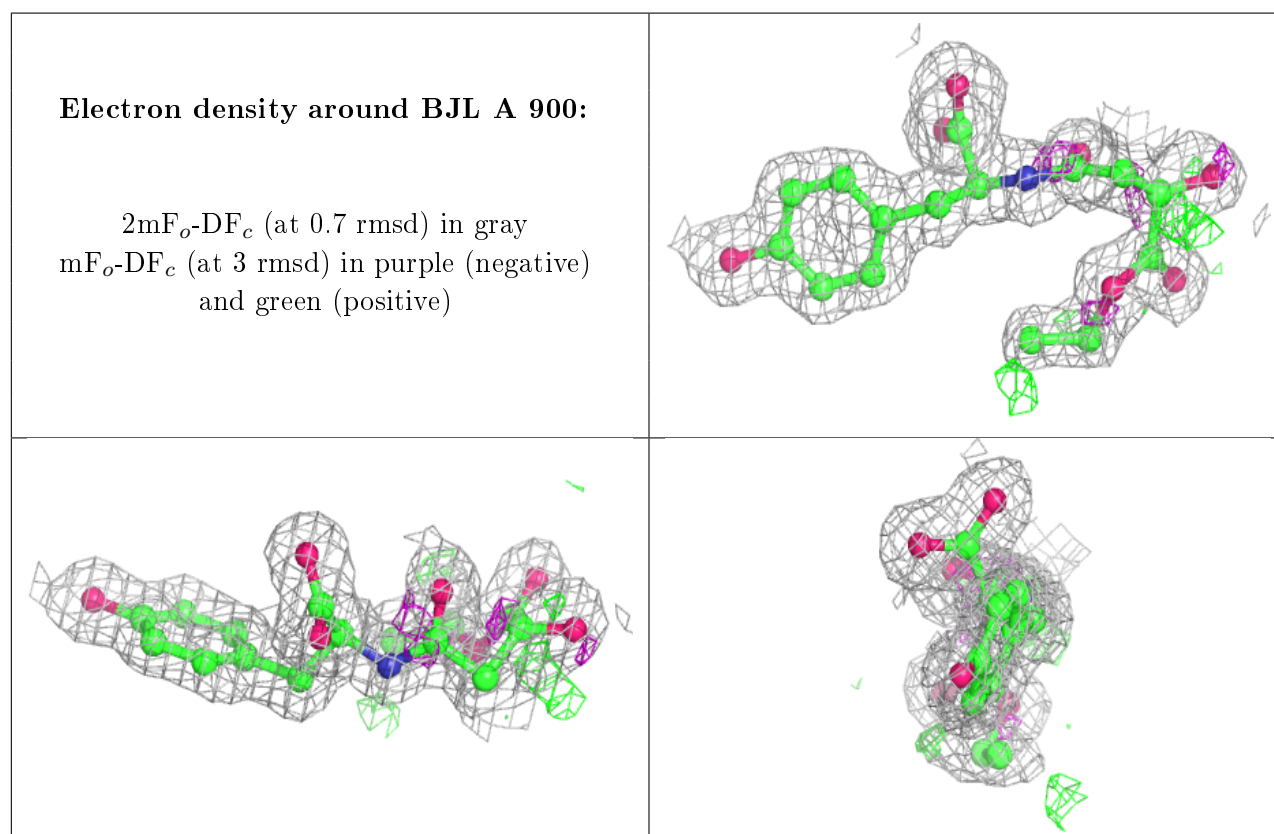 Electron density around BJL A 900:
2mFo-DFc (at 0.7 rmsd) in gray
mFo-DFc (at 3 rmsd) in purple (negative)
and green (positive)